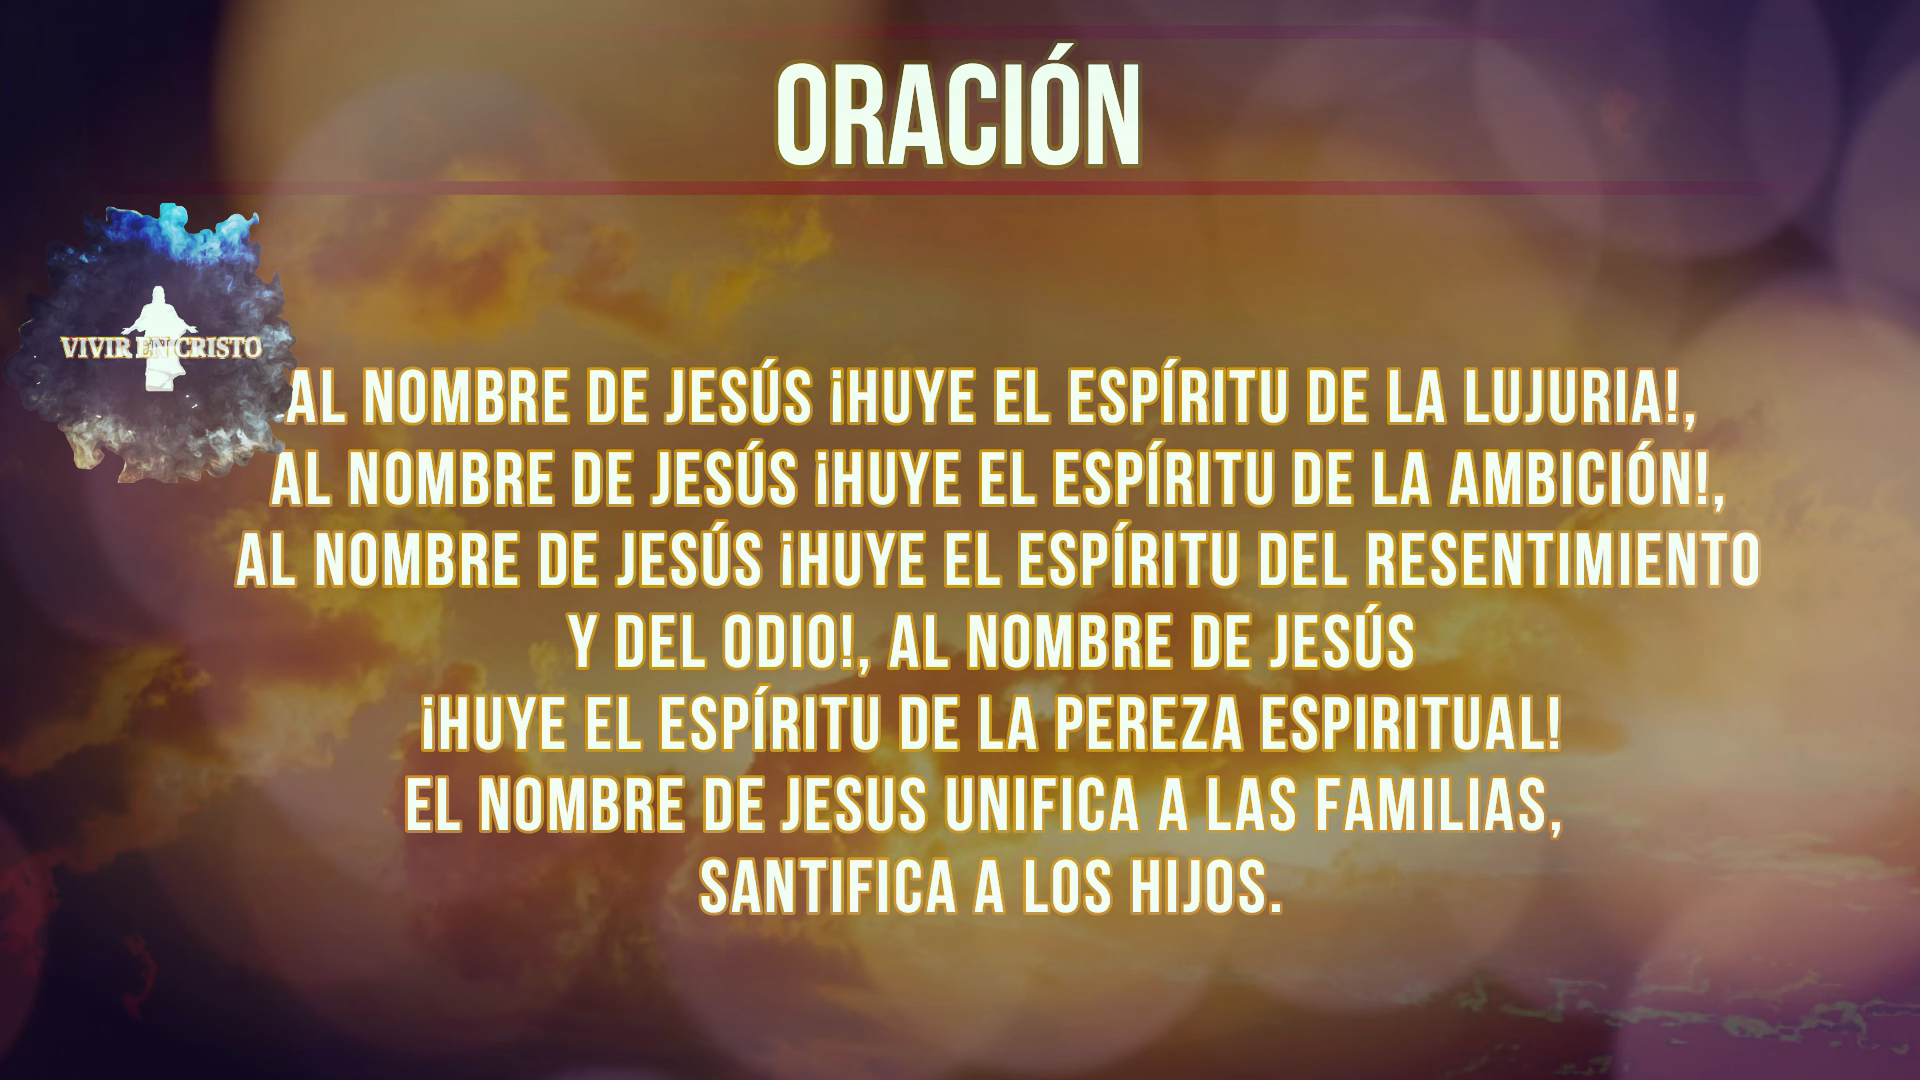 ORACIÓN
VIVIR EN CRISTO
AL NOMBRE DE JESÚS ¡HUYE EL ESPÍRITU DE LA LUJURIA!,
AL NOMBRE DE JESÚS ¡HUYE EL ESPÍRITU DE LA AMBICIÓN!,
AL NOMBRE DE JESÚS ¡HUYE EL ESPÍRITU DEL RESENTIMIENTO
Y DEL ODIO!, AL NOMBRE DE JESÚS
¡HUYE EL ESPÍRITU DE LA PEREZA ESPIRITUAL!
EL NOMBRE DE JESUS UNIFICA A LAS FAMILIAS,
SANTIFICA A LOS HIJOS.